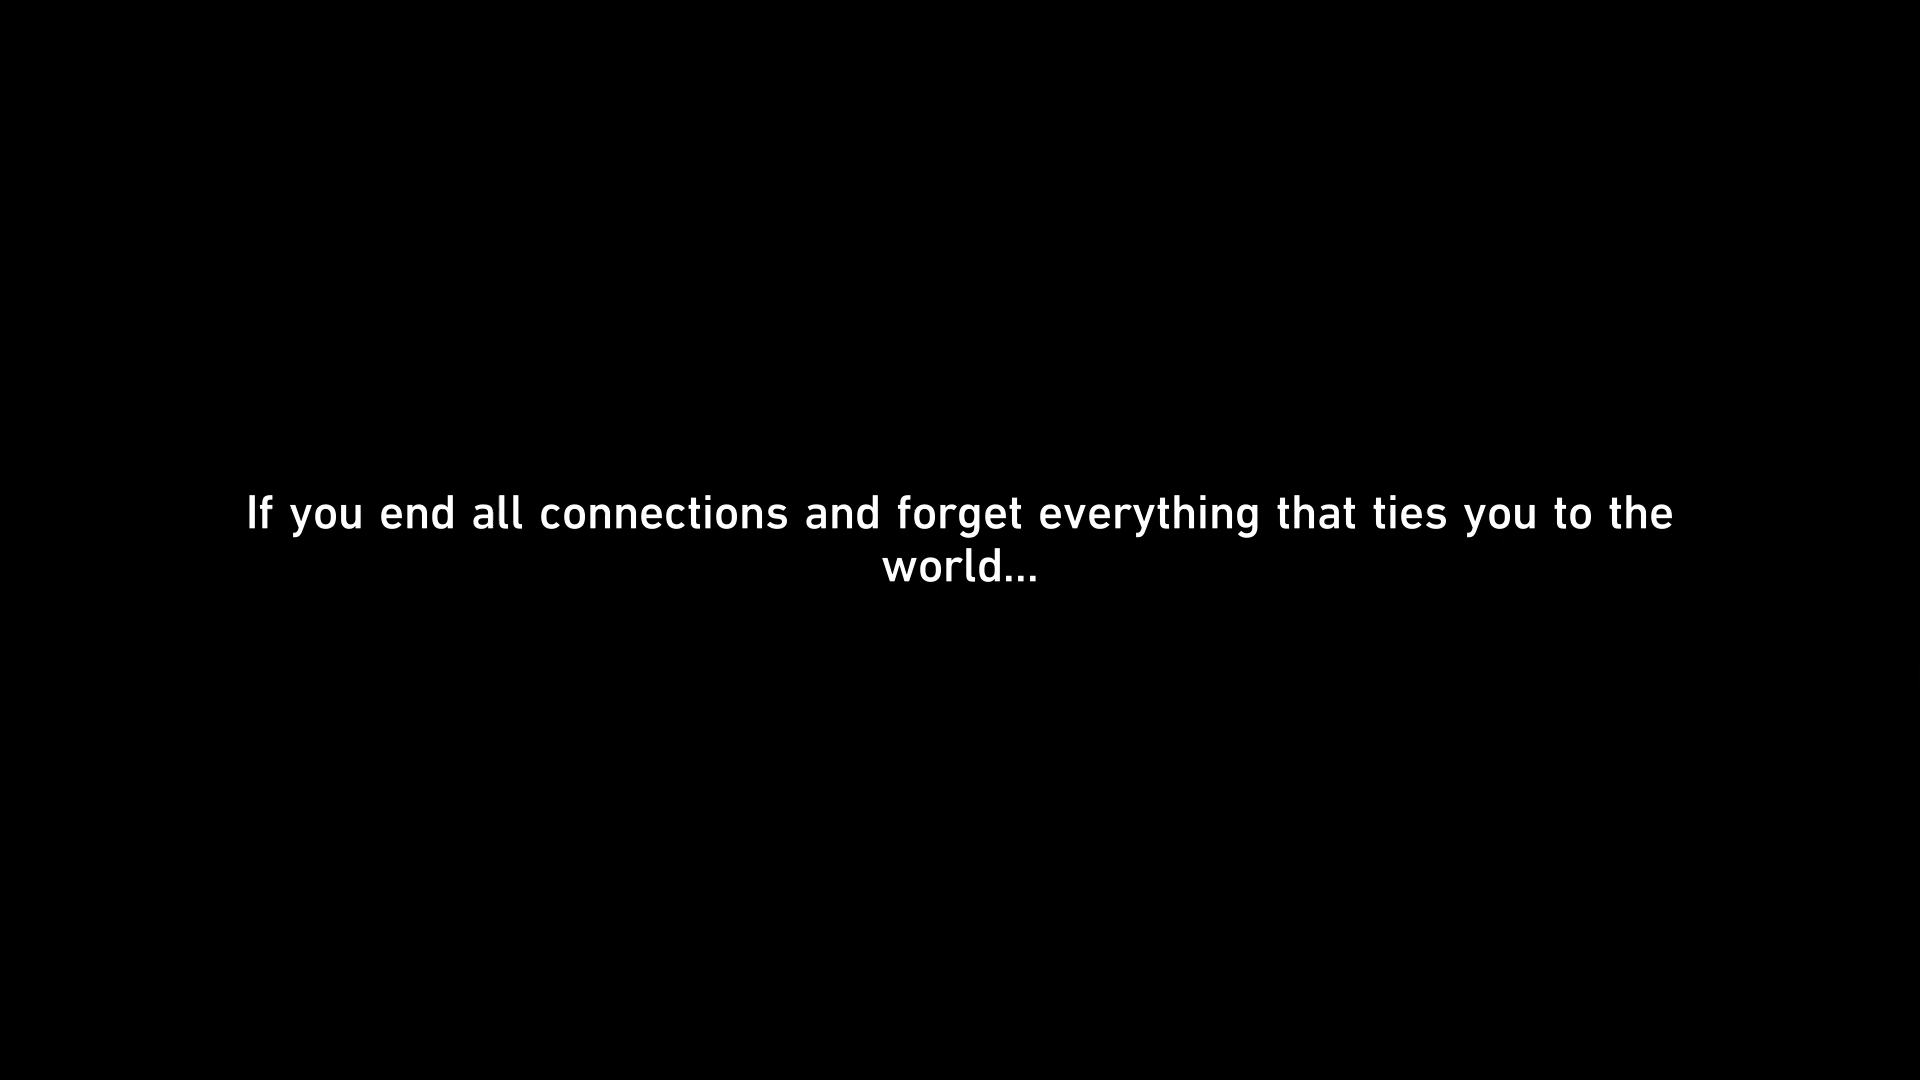 If you end all connections and forget everything that ties you to the
world...